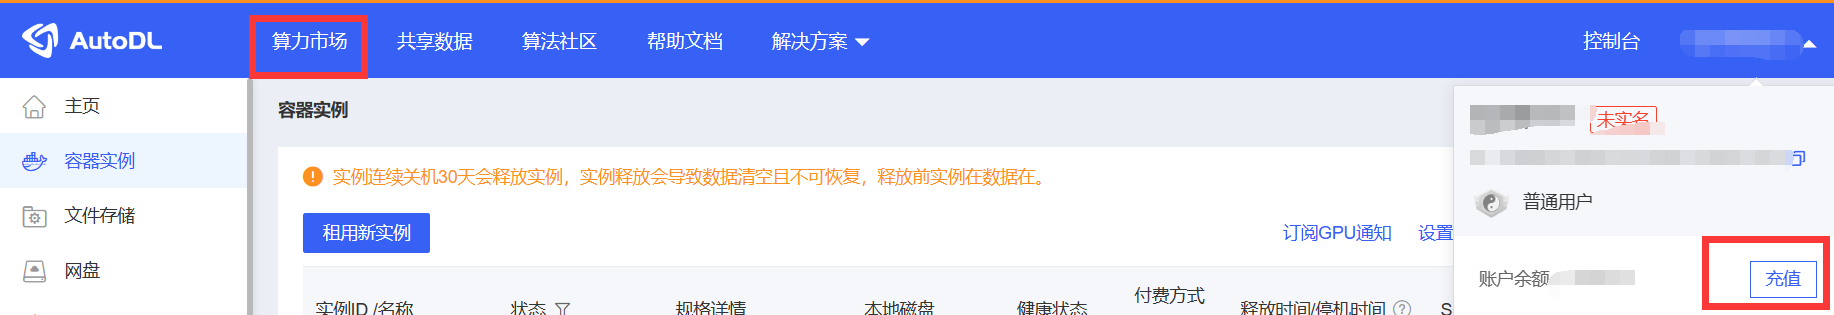 AutoDL 算力市场 共享数据 算法社区 帮助文档 解决方案 控制台
主页
容器实例
文件存储
网盘
容器实例
实例连续关机30天会释放实例，实例释放会导致数据清空且不可恢复，释放前实例在数据在。
租用新实例
订阅GPU通知 设置
实例ID /名称 状态 规格详情 本地磁盘 健康状态 付费方式 释放时间/停机时间 S
未实名
普通用户
账户余额
充值